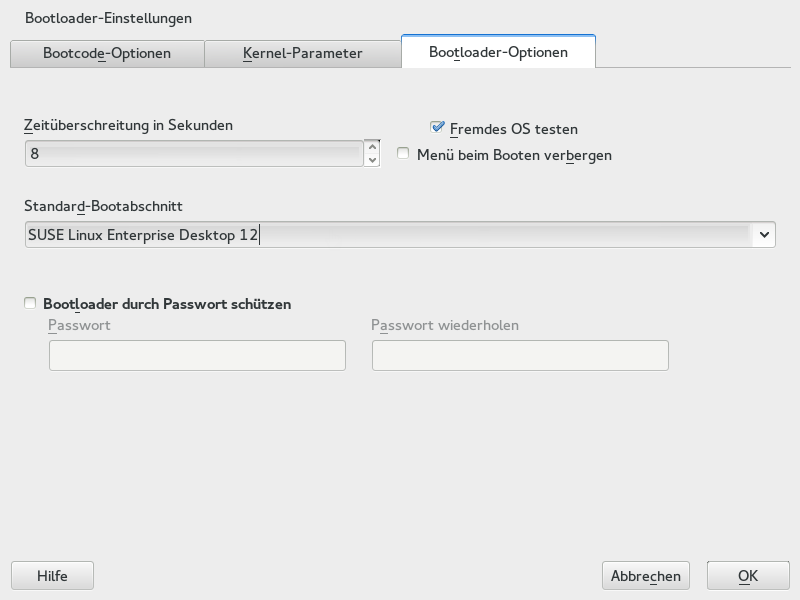 Bootloader-Einstellungen
Bootcode-Optionen
Kernel-Parameter
Bootloader-Optionen
Zeitüberschreitung in Sekunden
Fremdes OS testen
8
Menü beim Booten verbergen
Standard-Bootabschnitt
SUSE Linux Enterprise Desktop 12
Bootloader durch Passwort schützen
Passwort
Passwort wiederholen
Hilfe
Abbrechen
OK